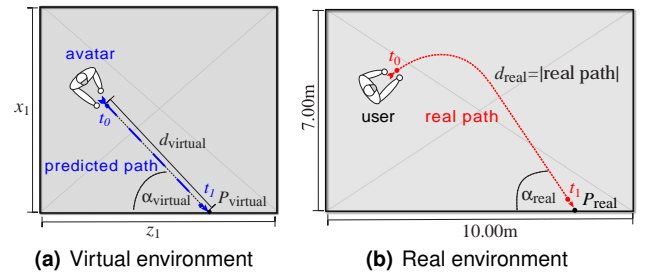 avatar
x1
t0
dvirtual
predicted path
αvirtual
t1
Pvirtual
z1
(a) Virtual environment
7.00m
t0
dreal=|real path|
user
real path
αreal
t1
Preal
10.00m
(b) Real environment